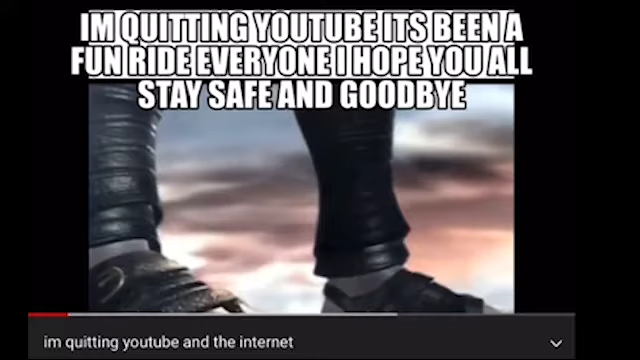 IM QUITTING YOUTUBE ITS BEEN A
FUN RIDE EVERYONE I HOPE YOU ALL
STAY SAFE AND GOODBYE
im quitting youtube and the internet